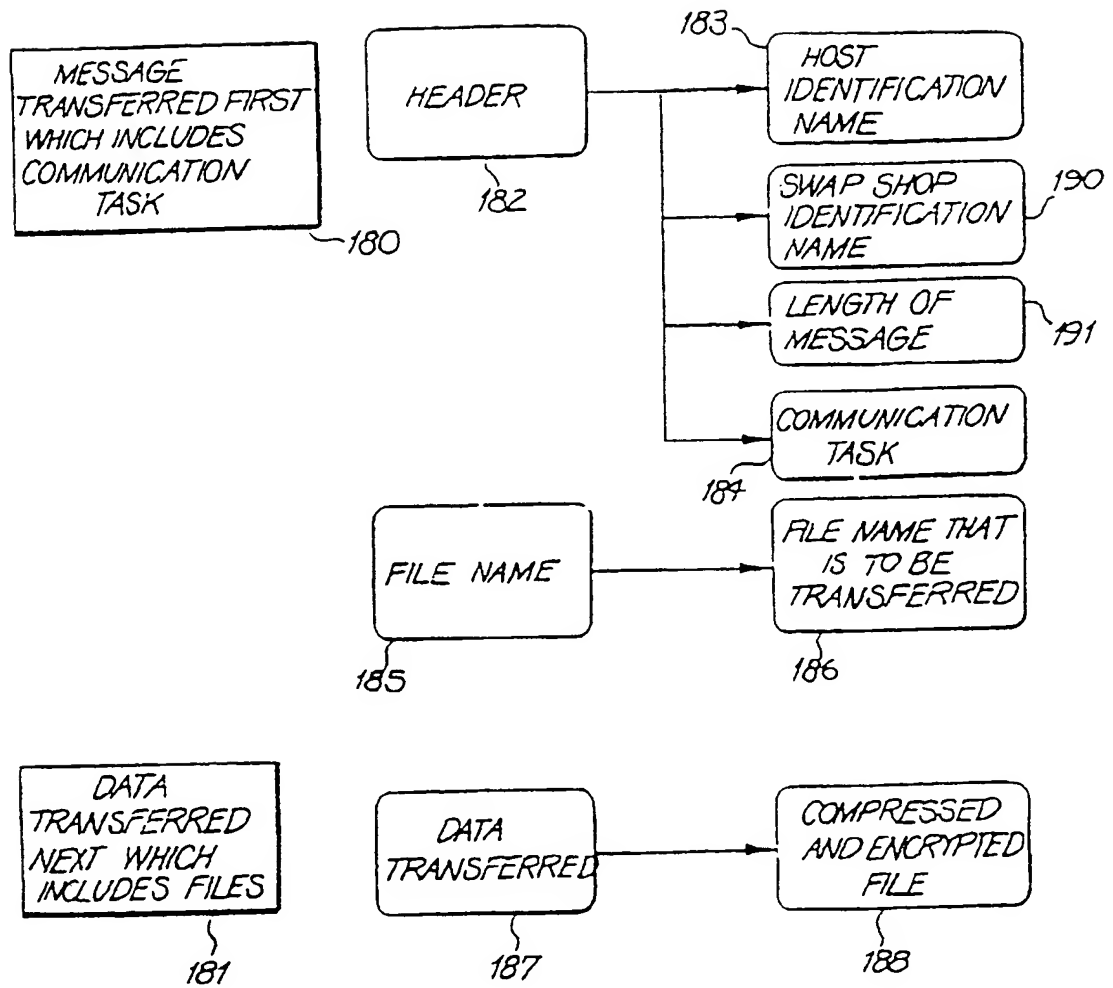 MESSAGE
TRANSFERRED FIRST
WHICH INCLUDES
COMMUNICATION
TASK
180
HEADER
182
183
HOST
IDENTIFICATION
NAME
SWAP SHOP
IDENTIFICATION
NAME
190
LENGTH OF
MESSAGE
191
COMMUNICATION
TASK
184
FILE NAME
185
FILE NAME THAT
IS TO BE
TRANSFERRED
186
DATA
TRANSFERRED
NEXT WHICH
INCLUDES FILES
181
DATA
TRANSFERRED
187
COMPRESSED
AND ENCRYPTED
FILE
188